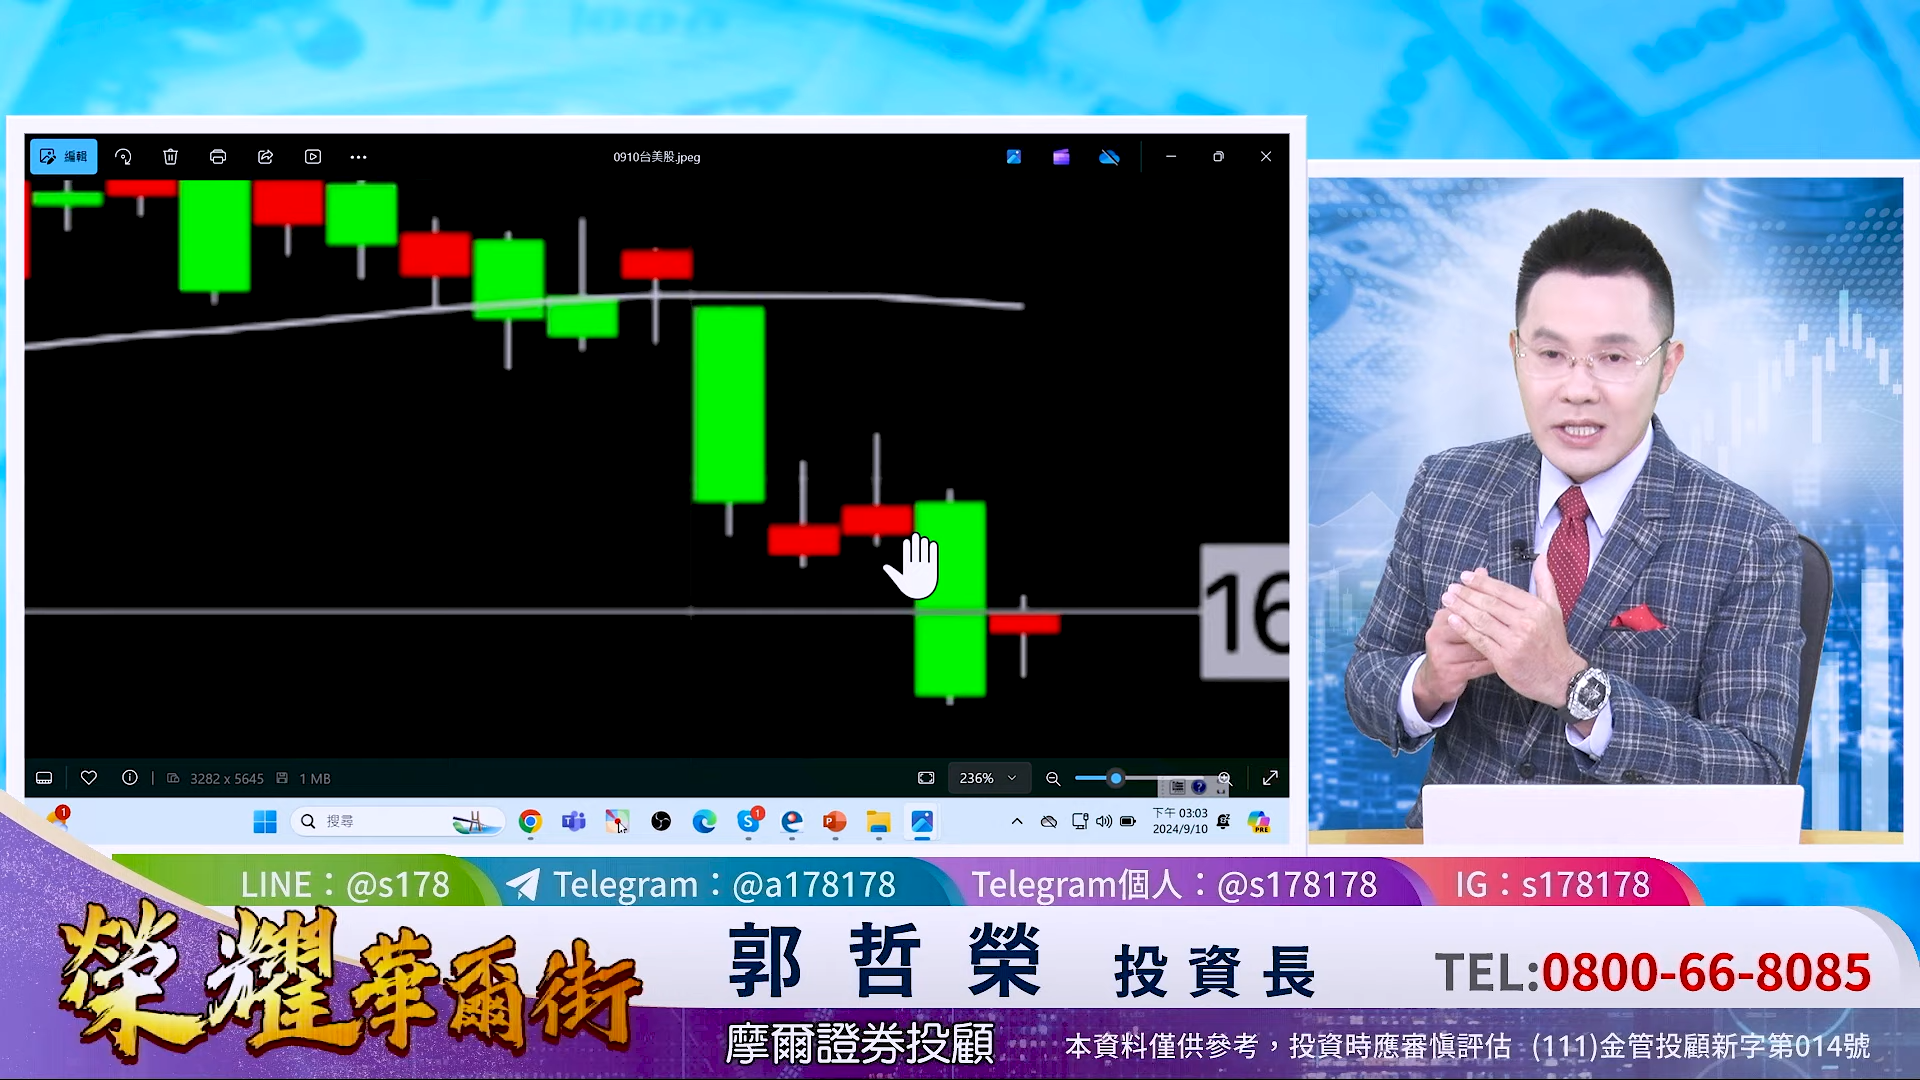 編輯
0910台美股.jpeg
16
3282 x 5645
1 MB
236%
1
搜尋
1
PRE
下午 03:03
2024/9/10
LINE：@s178
Telegram：@a178178
Telegram個人：@s178178
IG：s178178
榮耀華爾街
郭哲榮 投資長
TEL:0800-66-8085
摩爾證券投顧
本資料僅供參考，投資時應審慎評估 (111)金管投顧新字第014號